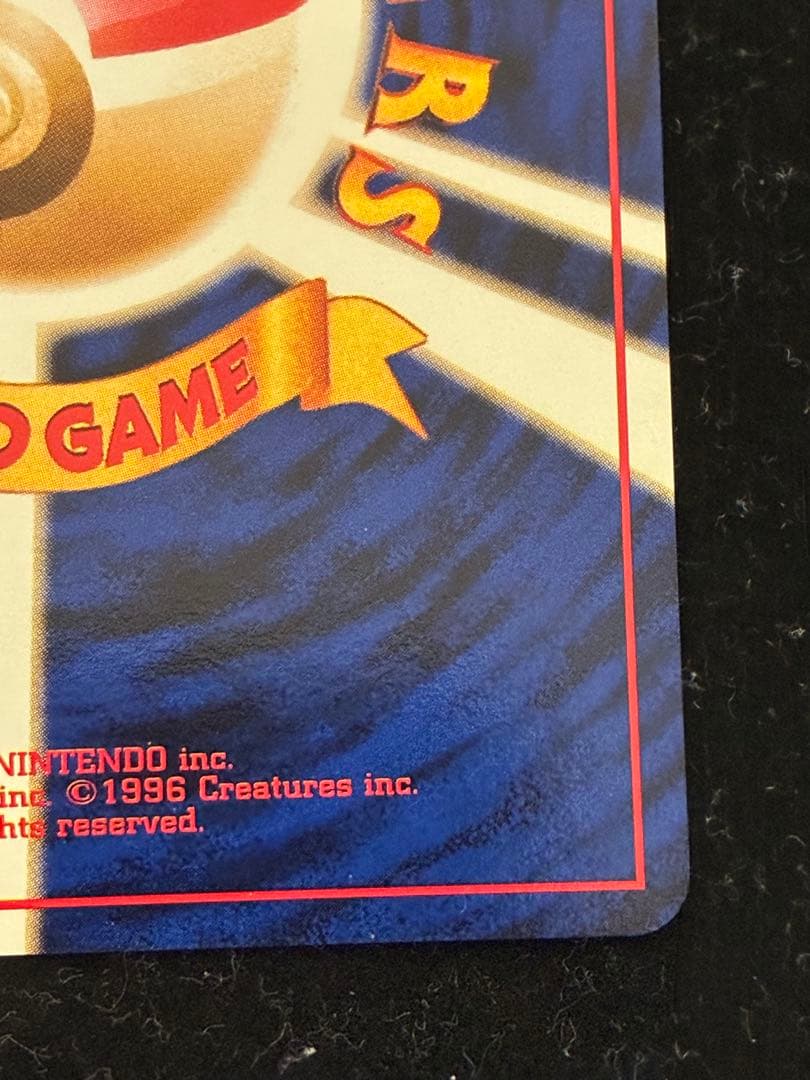 RS
D GAME
NINTENDO inc.
inc. ©1996 Creatures inc.
hts reserved.